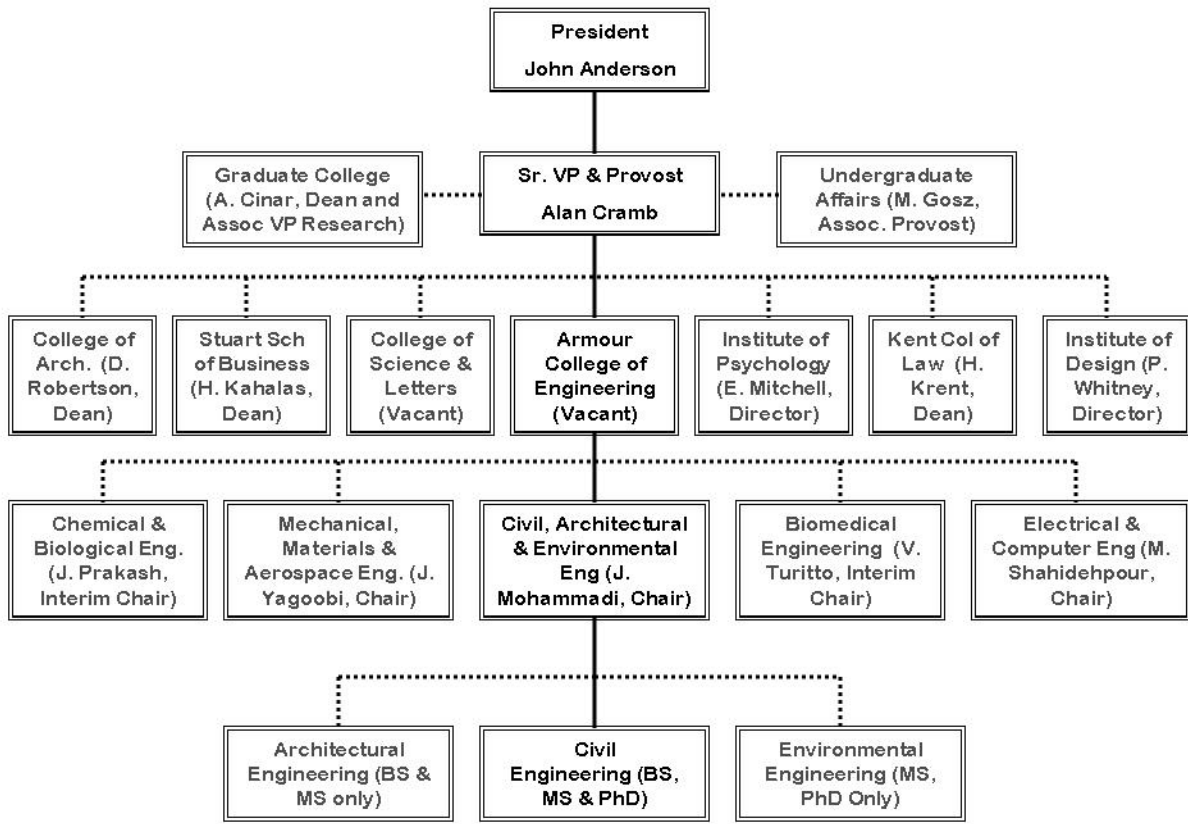 President
John Anderson
Graduate College
(A. Cinar, Dean and
Assoc VP Research)
Sr. VP & Provost
Alan Cramb
Undergraduate
Affairs (M. Gosz,
Assoc. Provost)
College of
Arch. (D.
Robertson,
Dean)
Stuart Sch
of Business
(H. Kahalas,
Dean)
College of
Science &
Letters
(Vacant)
Armour
College of
Engineering
(Vacant)
Institute of
Psychology
(E. Mitchell,
Director)
Kent Col of
Law (H.
Krent,
Dean)
Institute of
Design (P.
Whitney,
Director)
Chemical &
Biological Eng.
(J. Prakash,
Interim Chair)
Mechanical,
Materials &
Aerospace Eng. (J.
Yagoobi, Chair)
Civil, Architectural
& Environmental
Eng (J.
Mohammadi, Chair)
Biomedical
Engineering (V.
Turitto, Interim
Chair)
Electrical &
Computer Eng (M.
Shahidehpour,
Chair)
Architectural
Engineering (BS &
MS only)
Civil
Engineering (BS,
MS & PhD)
Environmental
Engineering (MS,
PhD Only)